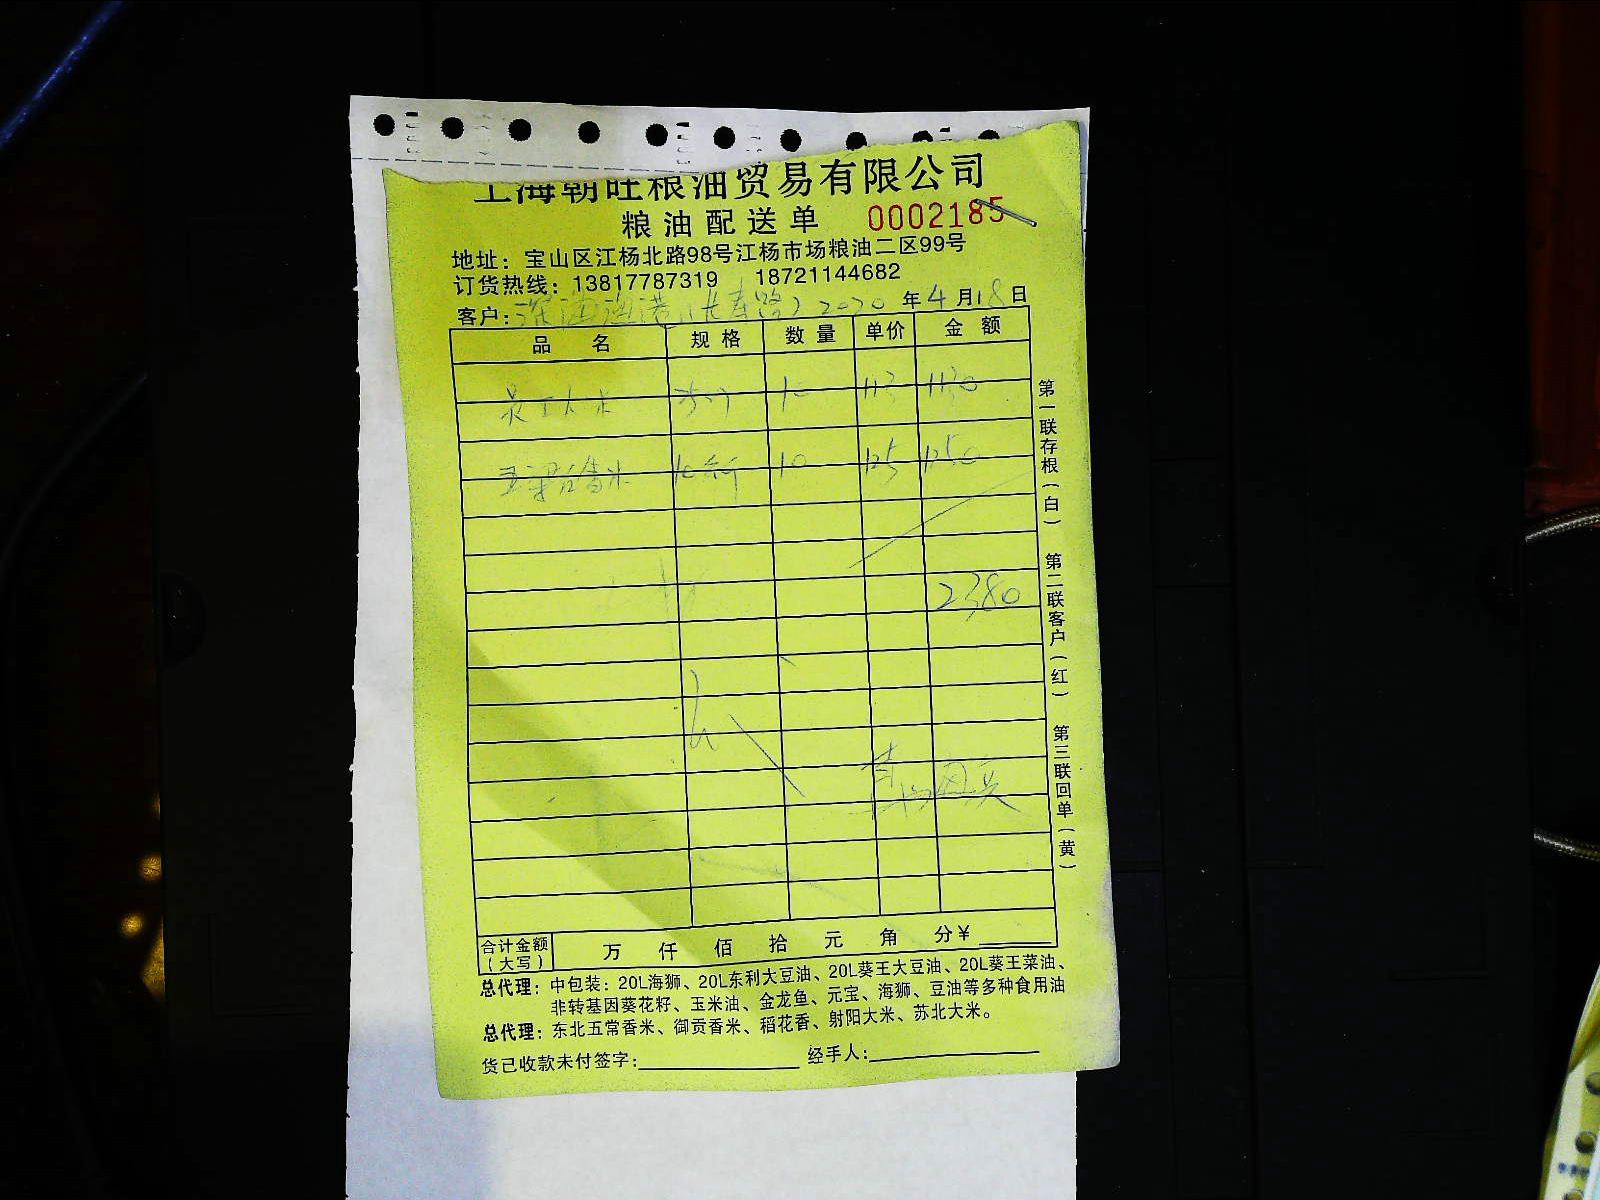 上海朝旺粮油贸易有限公司
粮油配送单 0002185
地址：宝山区江杨北路98号江杨市场粮油二区99号
订货热线：13817787319 18721144682
客户： 2020 年 4 月 18 日
品 名 规 格 数 量 单价 金 额
10 113 1130
10 125 1250
2380
第一联存根（白） 第二联客户（红） 第三联回单（黄）
合计金额（大写） 万 仟 佰 拾 元 角 分 ¥
总代理：中包装：20L海狮、20L东利大豆油、20L葵王大豆油、20L葵王菜油、
非转基因葵花籽、玉米油、金龙鱼、元宝、海狮、豆油等多种食用油
总代理：东北五常香米、御贡香米、稻花香、射阳大米、苏北大米。
货已收款未付签字： 经手人：